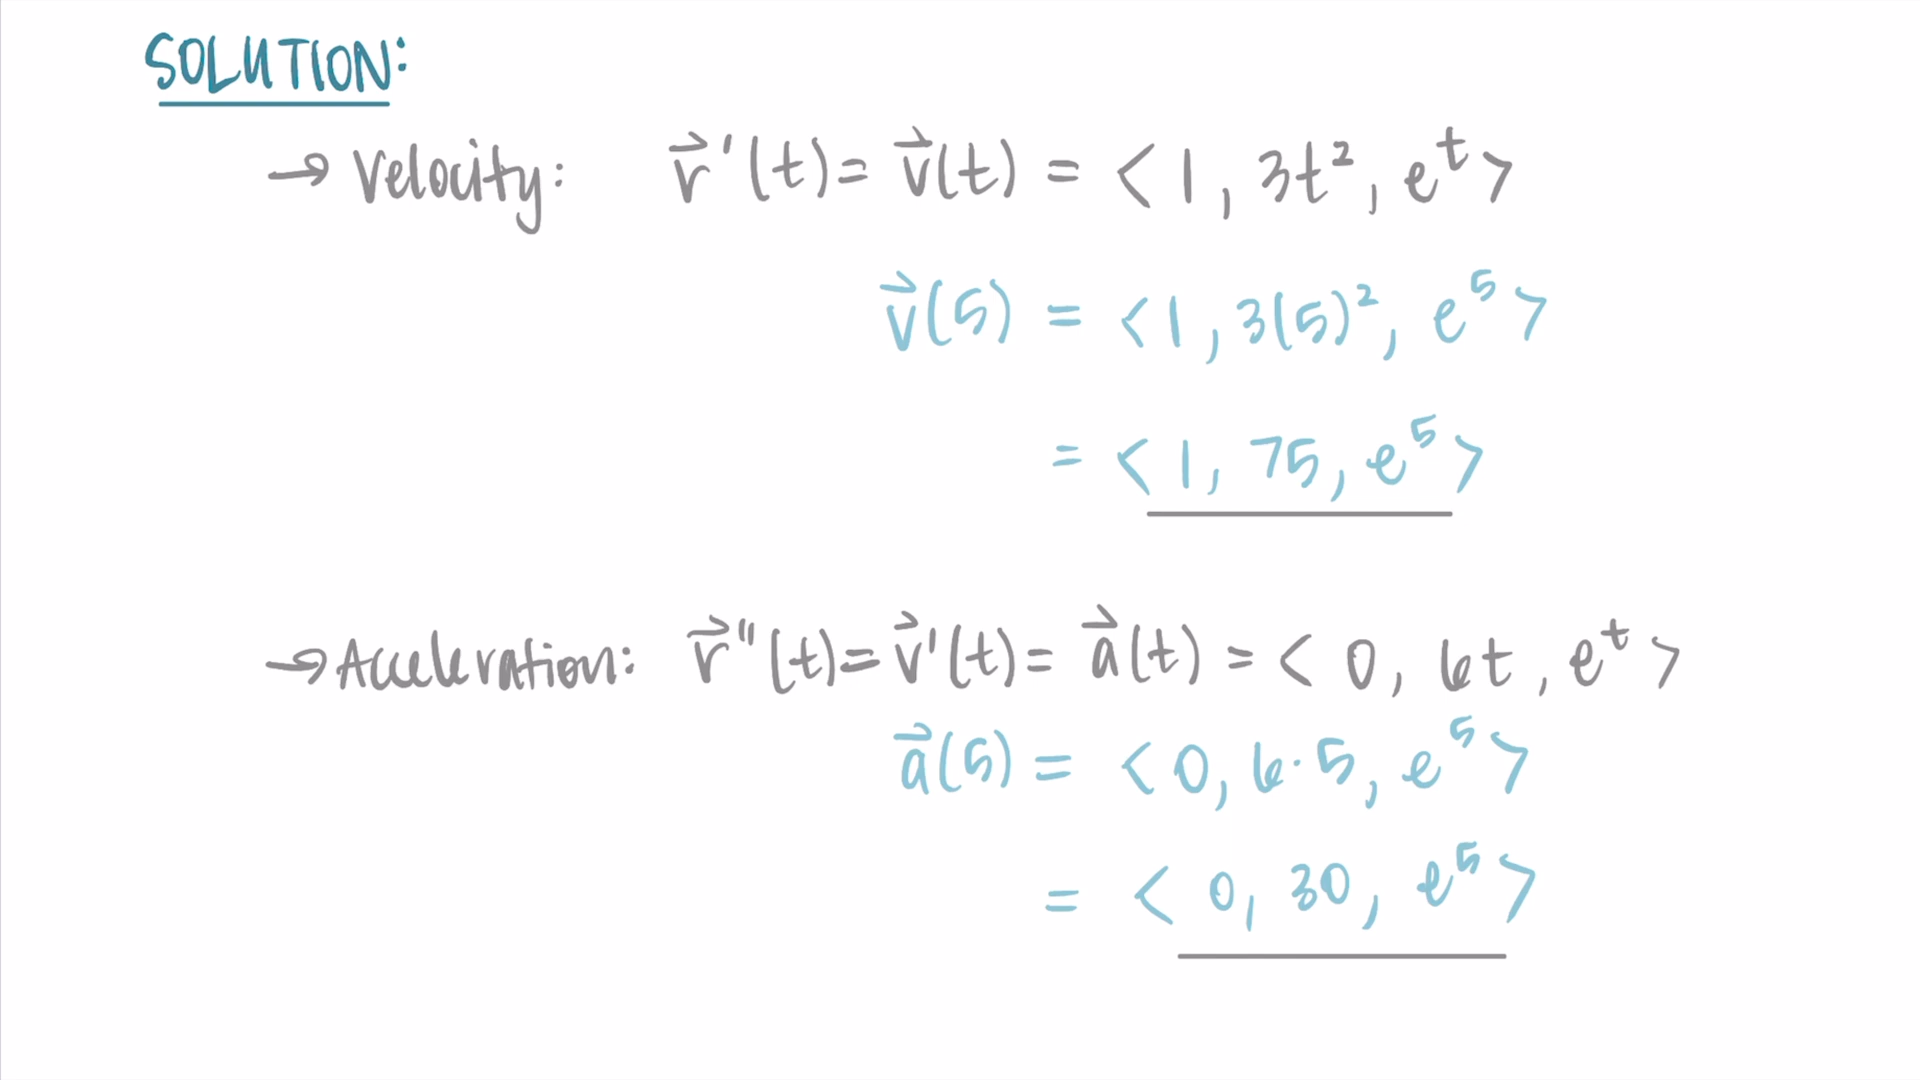 SOLUTION:
→ Velocity: r⃗'(t) = v⃗(t) = <1, 3t², eᵗ>
v⃗(5) = <1, 3(5)², e⁵>
= <1, 75, e⁵>
→ Acceleration: r⃗''(t) = v⃗'(t) = a⃗(t) = <0, 6t, eᵗ>
a⃗(5) = <0, 6·5, e⁵>
= <0, 30, e⁵>